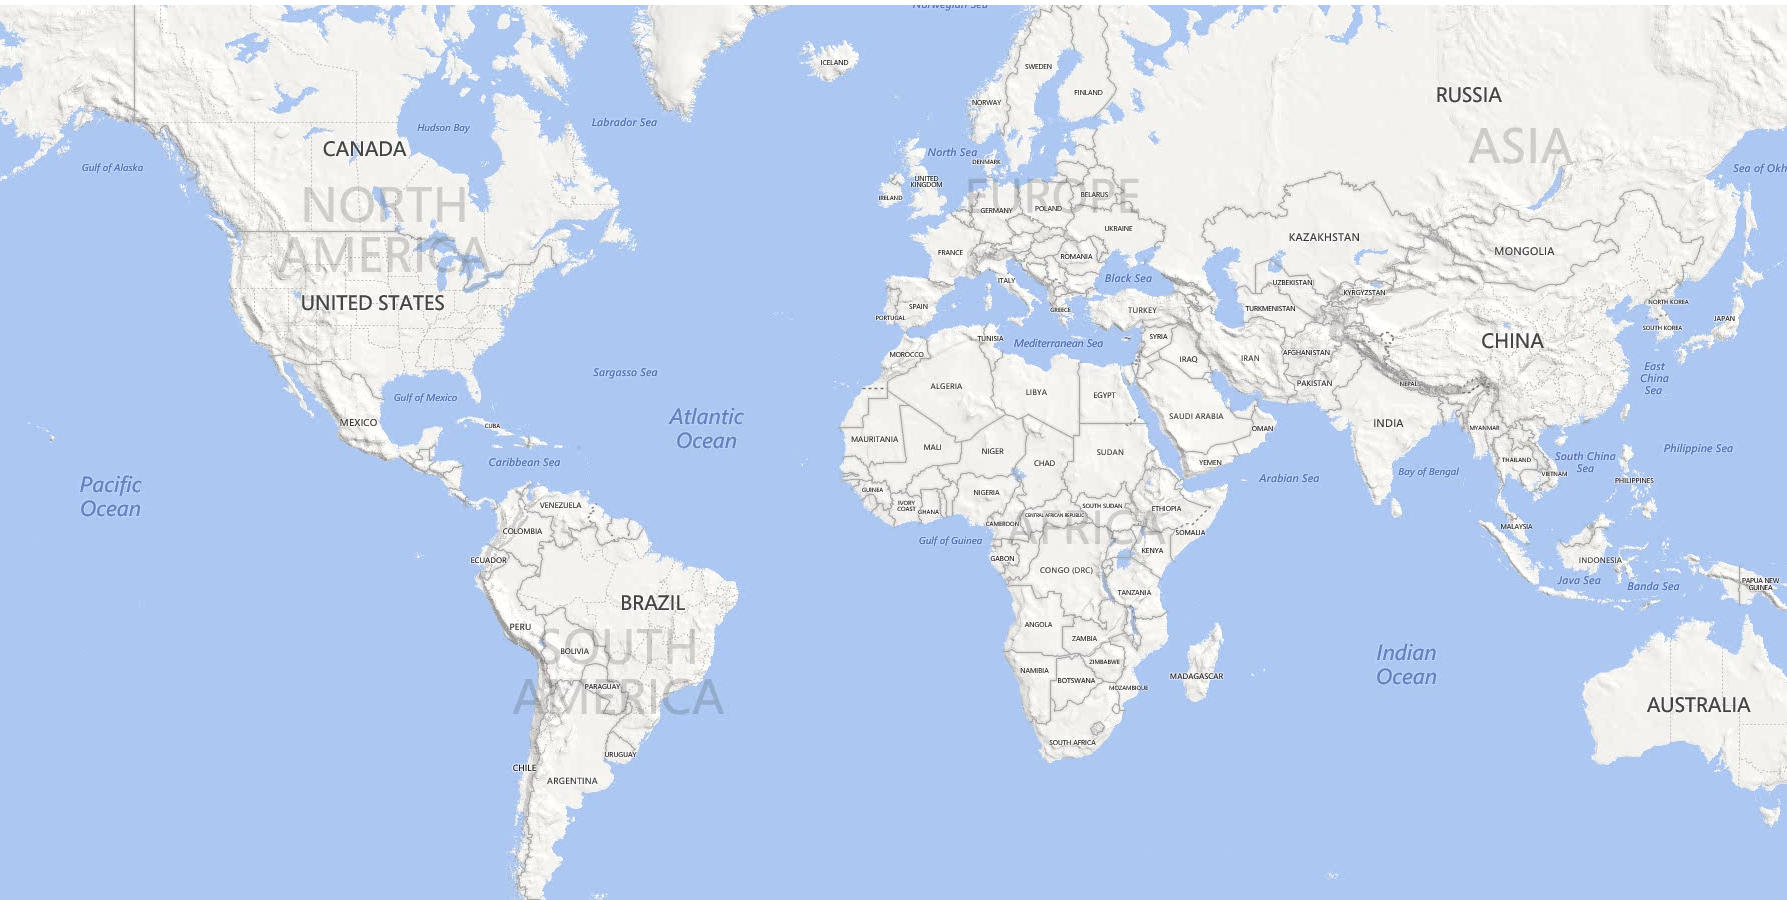 Norwegian Sea
ICELAND
SWEDEN
FINLAND
NORWAY
RUSSIA
Labrador Sea
Hudson Bay
CANADA
ASIA
Gulf of Alaska
North Sea
DENMARK
Sea of Okh
UNITED
KINGDOM
IRELAND
EUROPE
BELARUS
GERMANY
POLAND
NORTH
AMERICA
UKRAINE
KAZAKHSTAN
MONGOLIA
FRANCE
ROMANIA
ITALY
Black Sea
UZBEKISTAN
KYRGYZSTAN
UNITED STATES
SPAIN
PORTUGAL
GREECE
TURKEY
TURKMENISTAN
NORTH KOREA
SOUTH KOREA
JAPAN
CHINA
TUNISIA
Mediterranean Sea
SYRIA
MOROCCO
IRAQ
IRAN
AFGHANISTAN
Sargasso Sea
East
China
Sea
ALGERIA
LIBYA
EGYPT
PAKISTAN
NEPAL
Gulf of Mexico
Atlantic
Ocean
MEXICO
CUBA
SAUDI ARABIA
OMAN
INDIA
MYANMAR
MAURITANIA
MALI
NIGER
CHAD
SUDAN
YEMEN
Philippine Sea
Caribbean Sea
THAILAND
South China
Sea
VIETNAM
Bay of Bengal
Arabian Sea
PHILIPPINES
Pacific
Ocean
GUINEA
IVORY
COAST
GHANA
NIGERIA
VENEZUELA
CENTRAL AFRICAN REPUBLIC
SOUTH SUDAN
ETHIOPIA
CAMEROON
AFRICA
SOMALIA
MALAYSIA
COLOMBIA
Gulf of Guinea
KENYA
ECUADOR
GABON
CONGO (DRC)
INDONESIA
Java Sea
Banda Sea
PAPUA NEW
GUINEA
TANZANIA
BRAZIL
PERU
ANGOLA
ZAMBIA
SOUTH
AMERICA
BOLIVIA
Indian
Ocean
ZIMBABWE
NAMIBIA
BOTSWANA
MOZAMBIQUE
MADAGASCAR
PARAGUAY
AUSTRALIA
SOUTH AFRICA
URUGUAY
CHILE
ARGENTINA